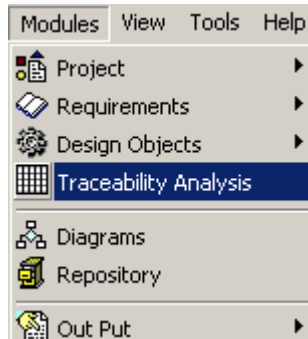 Modules View Tools Help
Project
Requirements
Design Objects
Traceability Analysis
Diagrams
Repository
Out Put